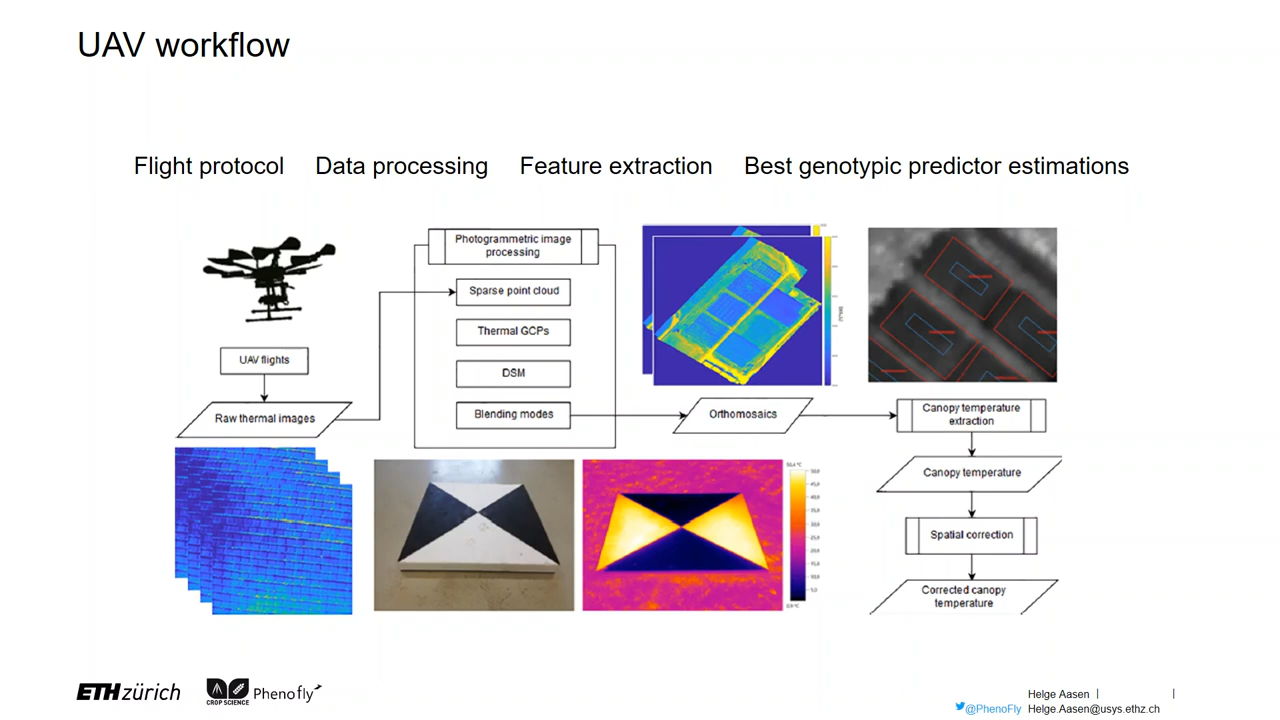 UAV workflow
Flight protocol
Data processing
Feature extraction
Best genotypic predictor estimations
UAV flights
Raw thermal images
Photogrammetric image
processing
Sparse point cloud
Thermal GCPs
DSM
Blending modes
Orthomosaics
Canopy temperature
extraction
Canopy temperature
Spatial correction
Corrected canopy
temperature
ETH zürich
CROP SCIENCE
Phenofly
Helge Aasen |
|
@PhenoFly
Helge.Aasen@usys.ethz.ch